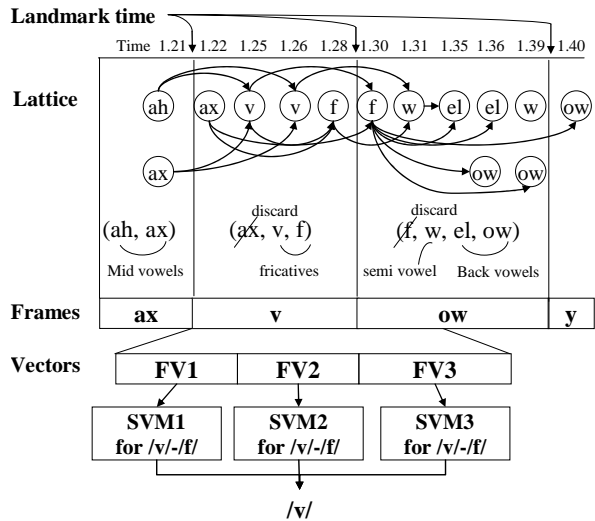 Landmark time
Time 1.21 1.22 1.25 1.26 1.28 1.30 1.31 1.35 1.36 1.39 1.40
Lattice
ah ax v v f f w el el w ow
ax ow ow
discard discard
(ah, ax) (ax, v, f) (f, w, el, ow)
Mid vowels fricatives semi vowel Back vowels
Frames ax v ow y
Vectors FV1 FV2 FV3
SVM1 SVM2 SVM3
for /v/-/f/ for /v/-/f/ for /v/-/f/
/v/